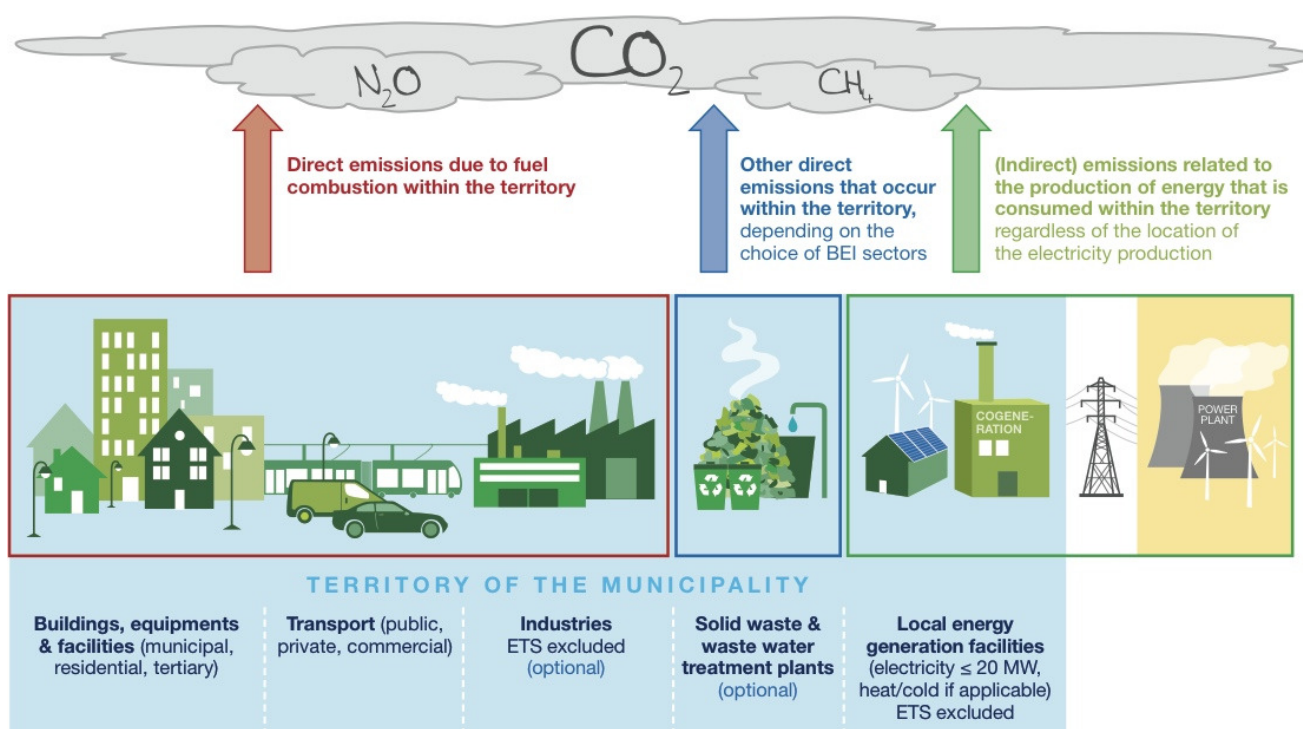 CO₂
N₂O
CH₄
Direct emissions due to fuel
combustion within the territory
Other direct
emissions that occur
within the territory,
depending on the
choice of BEI sectors
(Indirect) emissions related to
the production of energy that is
consumed within the territory
regardless of the location of
the electricity production
COGENE-
RATION
POWER
PLANT
TERRITORY OF THE MUNICIPALITY
Buildings, equipments
& facilities (municipal,
residential, tertiary)
Transport (public,
private, commercial)
Industries
ETS excluded
(optional)
Solid waste &
waste water
treatment plants
(optional)
Local energy
generation facilities
(electricity ≤ 20 MW,
heat/cold if applicable)
ETS excluded